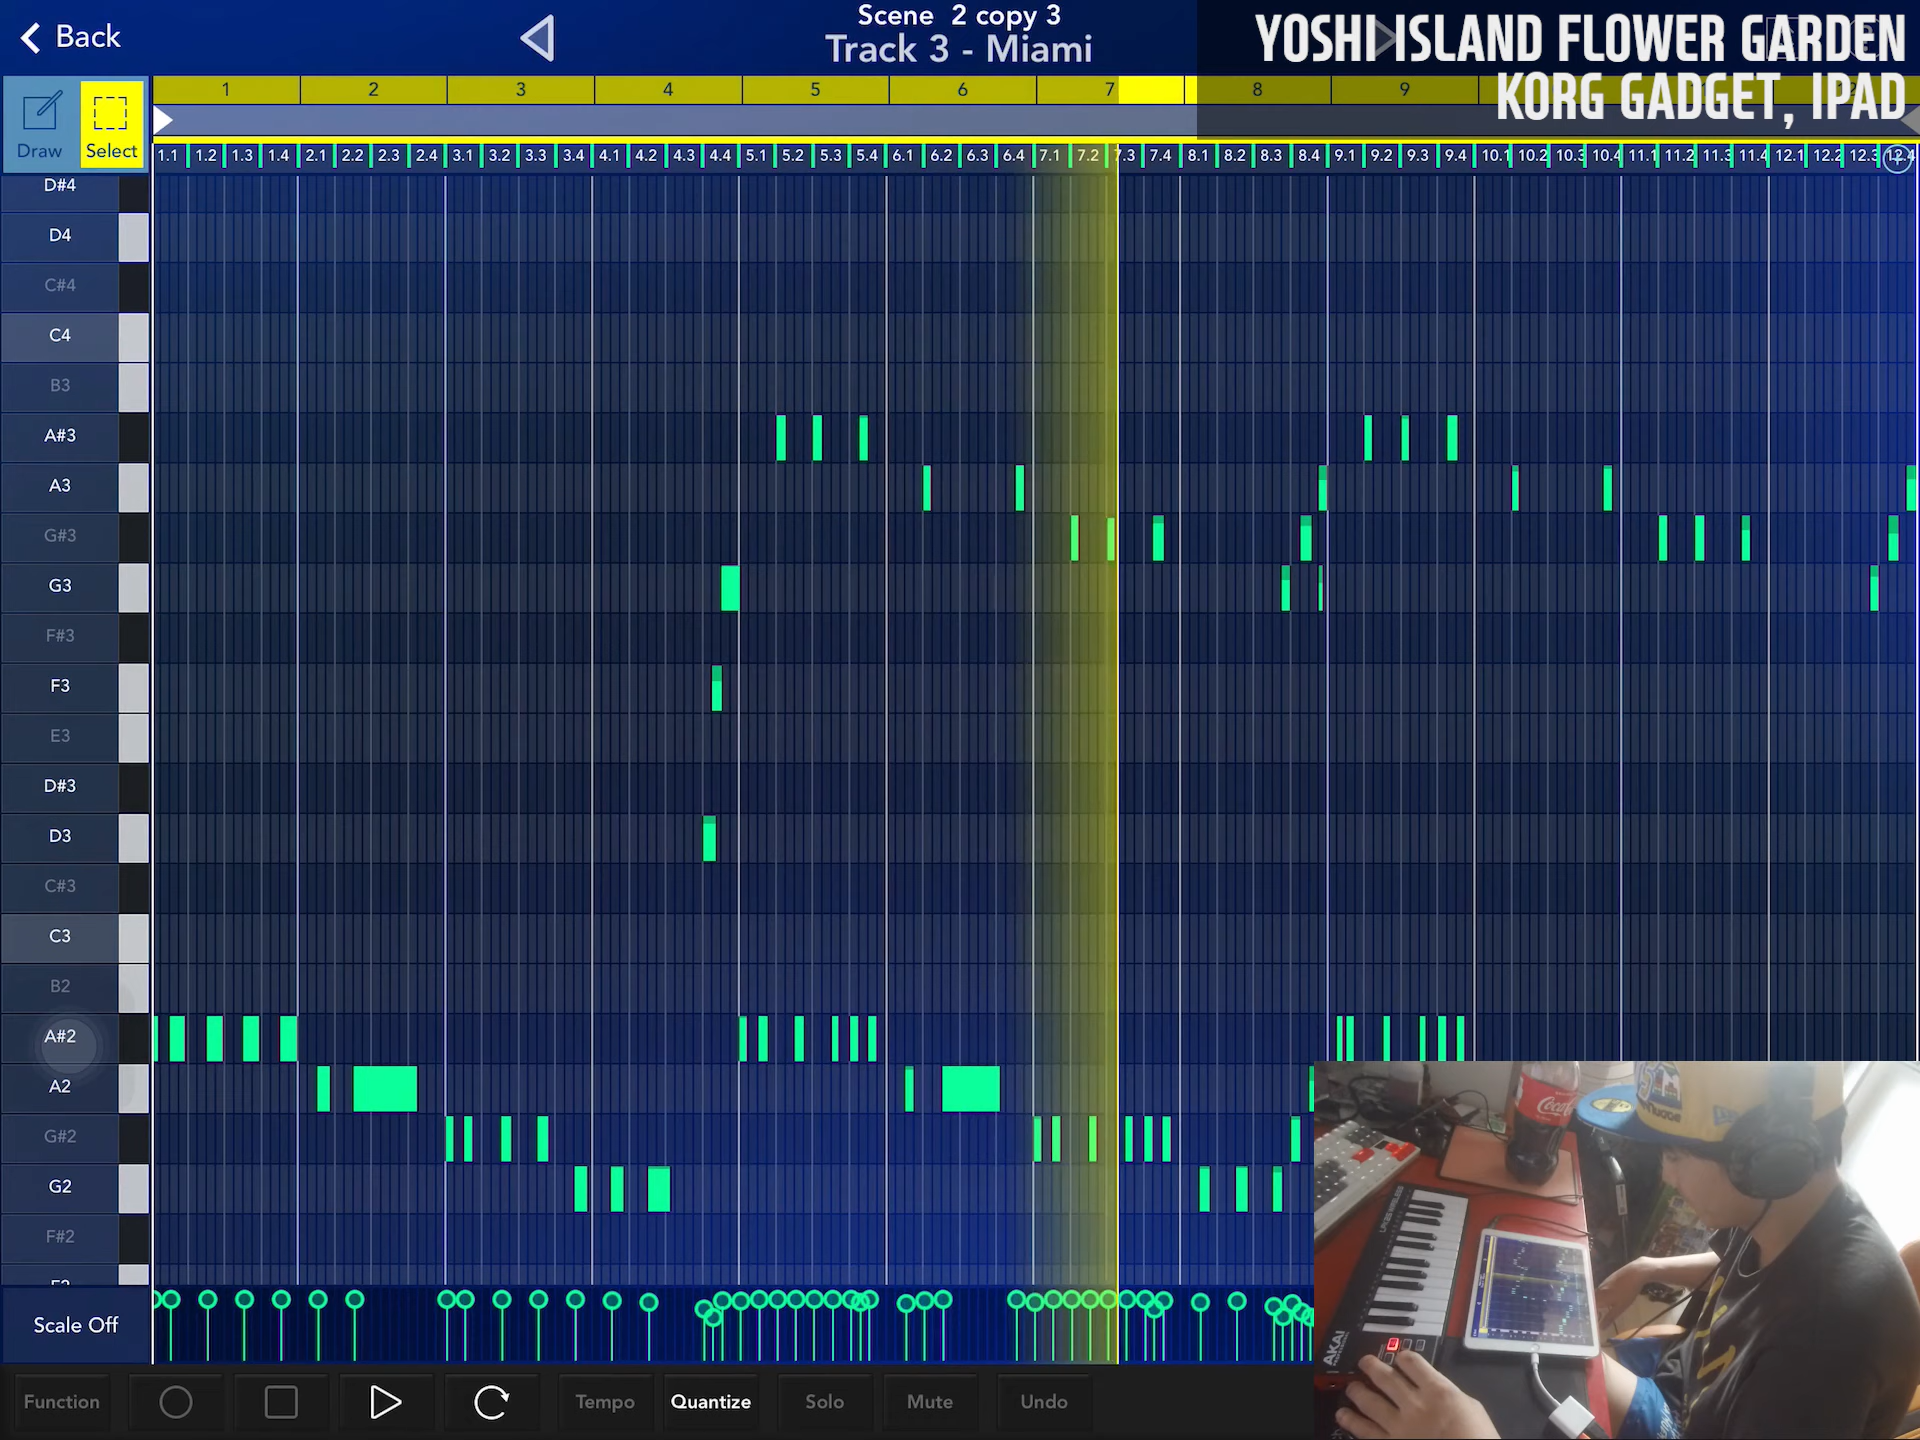 Back
Scene 2 copy 3
Track 3 - Miami
YOSHI ISLAND FLOWER GARDEN
KORG GADGET, IPAD
Draw
Select
1 2 3 4 5 6 7 8 9
1.1 1.2 1.3 1.4 2.1 2.2 2.3 2.4 3.1 3.2 3.3 3.4 4.1 4.2 4.3 4.4 5.1 5.2 5.3 5.4 6.1 6.2 6.3 6.4 7.1 7.2 7.3 7.4 8.1 8.2 8.3 8.4 9.1 9.2 9.3 9.4 10.1 10.2 10.3 10.4 11.1 11.2 11.3 11.4 12.1 12.2 12.3 12.4
D#4
D4
C#4
C4
B3
A#3
A3
G#3
G3
F#3
F3
E3
D#3
D3
C#3
C3
B2
A#2
A2
G#2
G2
F#2
Scale Off
Function
Tempo
Quantize
Solo
Mute
Undo
AKAI